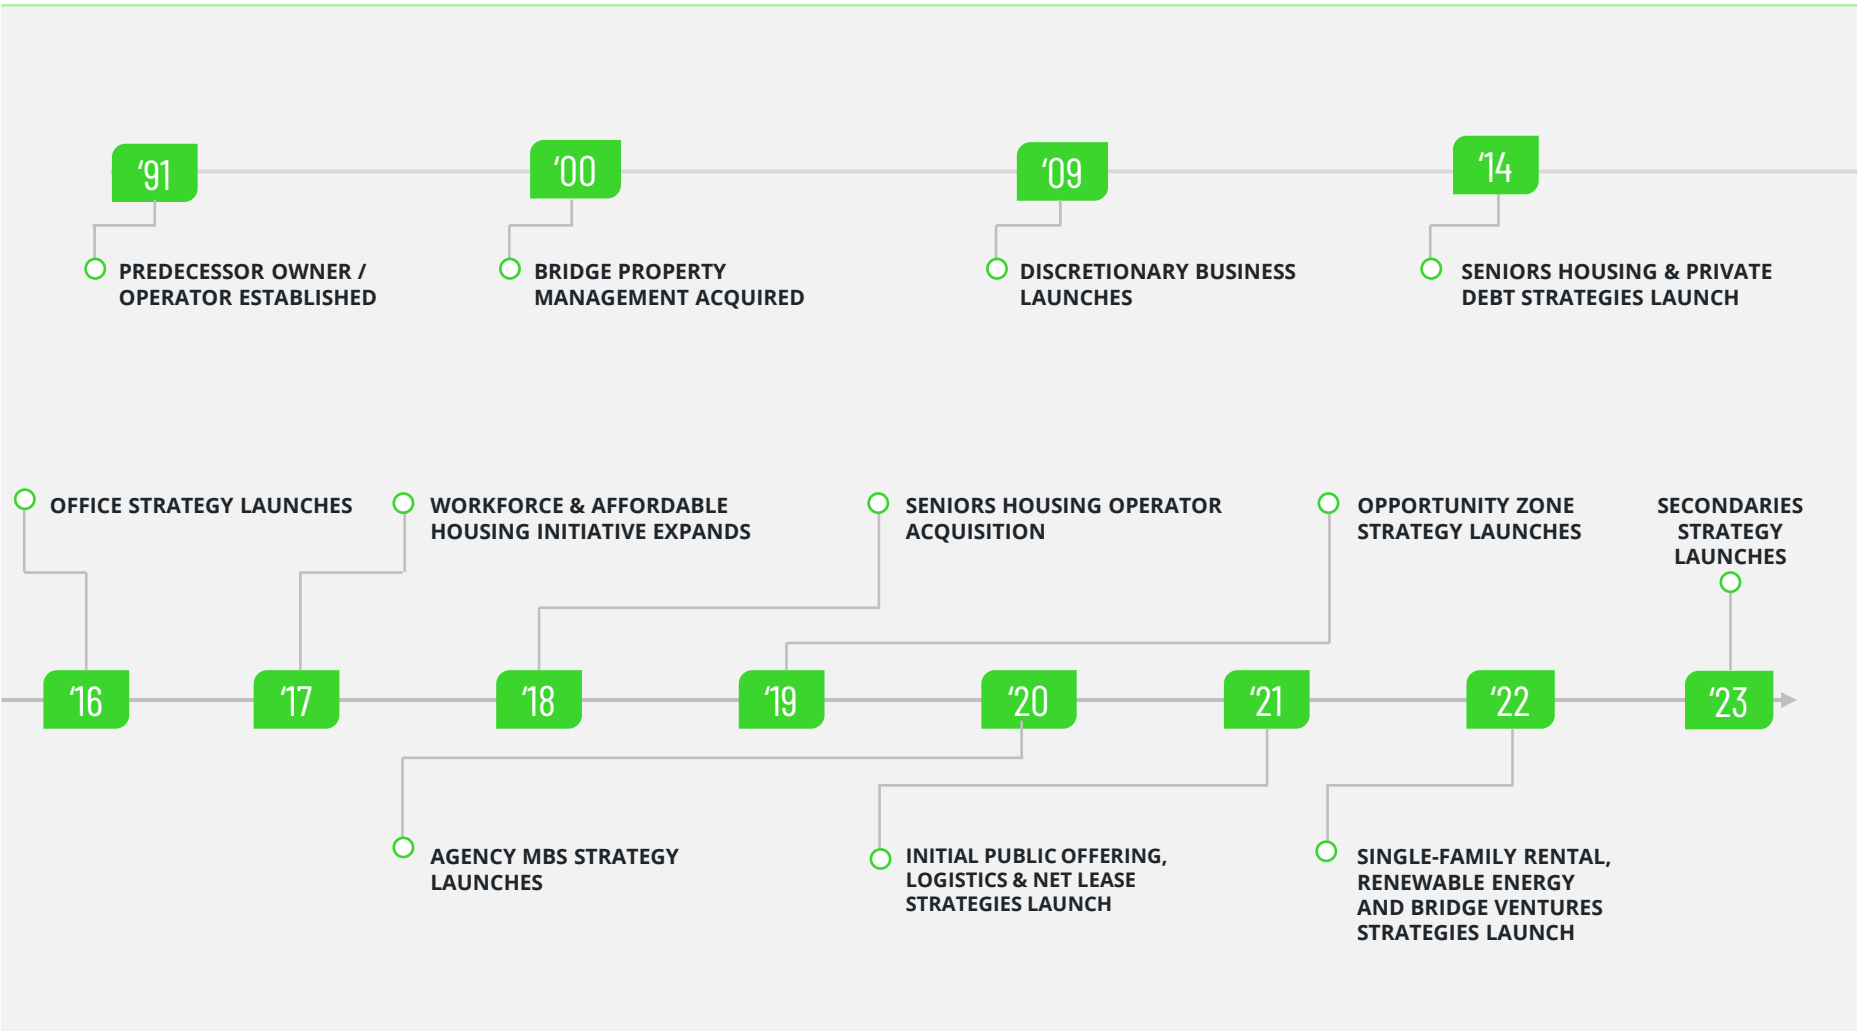 ‘91
‘00
‘09
‘14
PREDECESSOR OWNER /
OPERATOR ESTABLISHED
BRIDGE PROPERTY
MANAGEMENT ACQUIRED
DISCRETIONARY BUSINESS
LAUNCHES
SENIORS HOUSING & PRIVATE
DEBT STRATEGIES LAUNCH
OFFICE STRATEGY LAUNCHES
WORKFORCE & AFFORDABLE
HOUSING INITIATIVE EXPANDS
SENIORS HOUSING OPERATOR
ACQUISITION
OPPORTUNITY ZONE
STRATEGY LAUNCHES
SECONDARIES
STRATEGY
LAUNCHES
‘16
‘17
‘18
‘19
‘20
‘21
‘22
‘23
AGENCY MBS STRATEGY
LAUNCHES
INITIAL PUBLIC OFFERING,
LOGISTICS & NET LEASE
STRATEGIES LAUNCH
SINGLE-FAMILY RENTAL,
RENEWABLE ENERGY
AND BRIDGE VENTURES
STRATEGIES LAUNCH